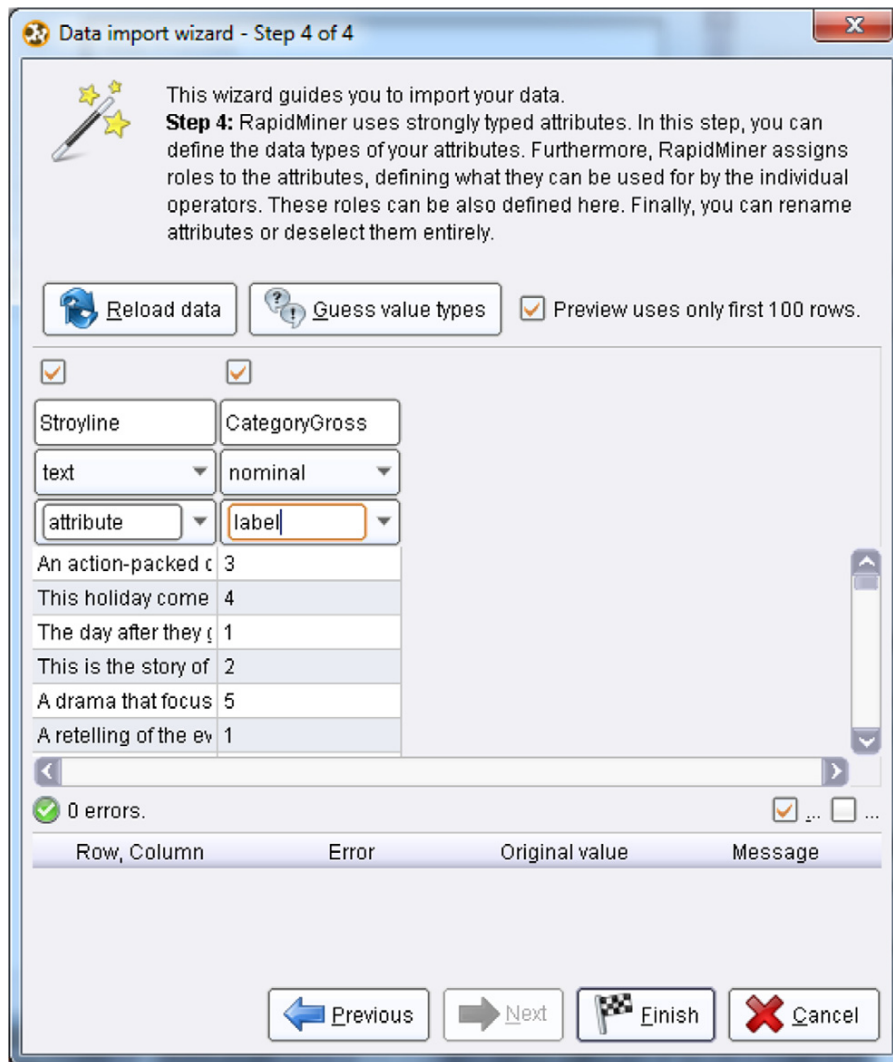 Data import wizard - Step 4 of 4
This wizard guides you to import your data.
Step 4: RapidMiner uses strongly typed attributes. In this step, you can
define the data types of your attributes. Furthermore, RapidMiner assigns
roles to the attributes, defining what they can be used for by the individual
operators. These roles can be also defined here. Finally, you can rename
attributes or deselect them entirely.
Reload data Guess value types Preview uses only first 100 rows.
Stroyline CategoryGross
text nominal
attribute label
An action-packed c 3
This holiday come 4
The day after they g 1
This is the story of 2
A drama that focus 5
A retelling of the ev 1
0 errors. ... ...
Row, Column Error Original value Message
Previous Next Finish Cancel